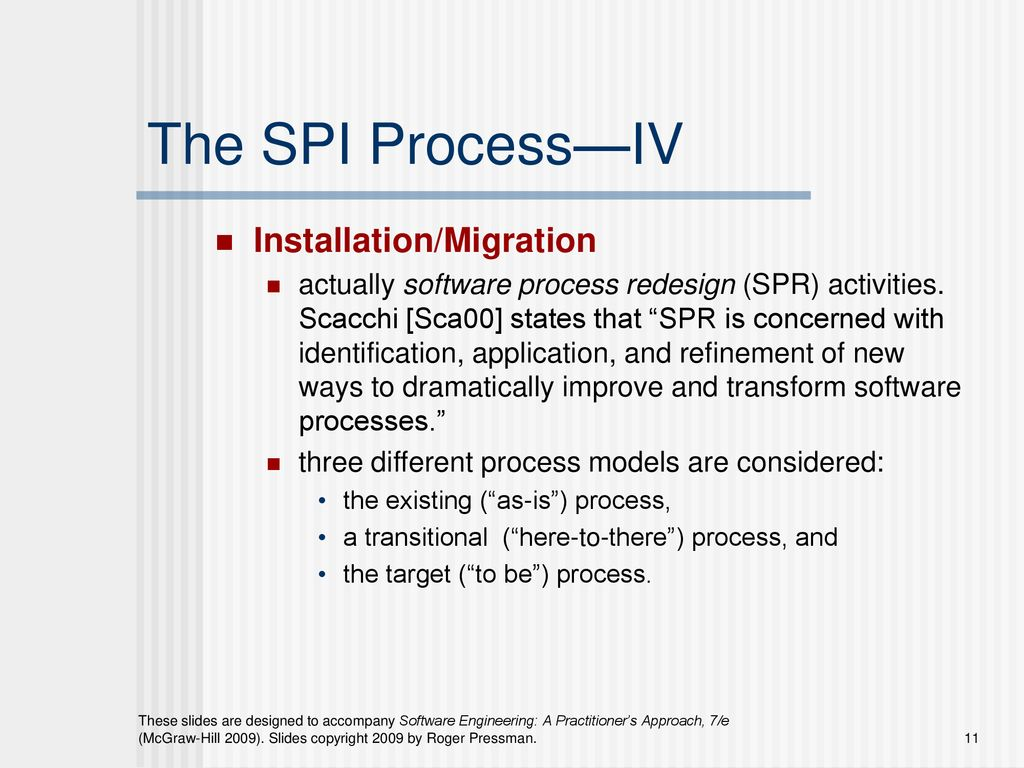 The SPI Process—IV
Installation/Migration
actually software process redesign (SPR) activities.
Scacchi [Sca00] states that “SPR is concerned with
identification, application, and refinement of new
ways to dramatically improve and transform software
processes.”
three different process models are considered:
• the existing (“as-is”) process,
• a transitional  (“here-to-there”) process, and
• the target (“to be”) process.
These slides are designed to accompany Software Engineering: A Practitioner’s Approach, 7/e
(McGraw-Hill 2009). Slides copyright 2009 by Roger Pressman.
11